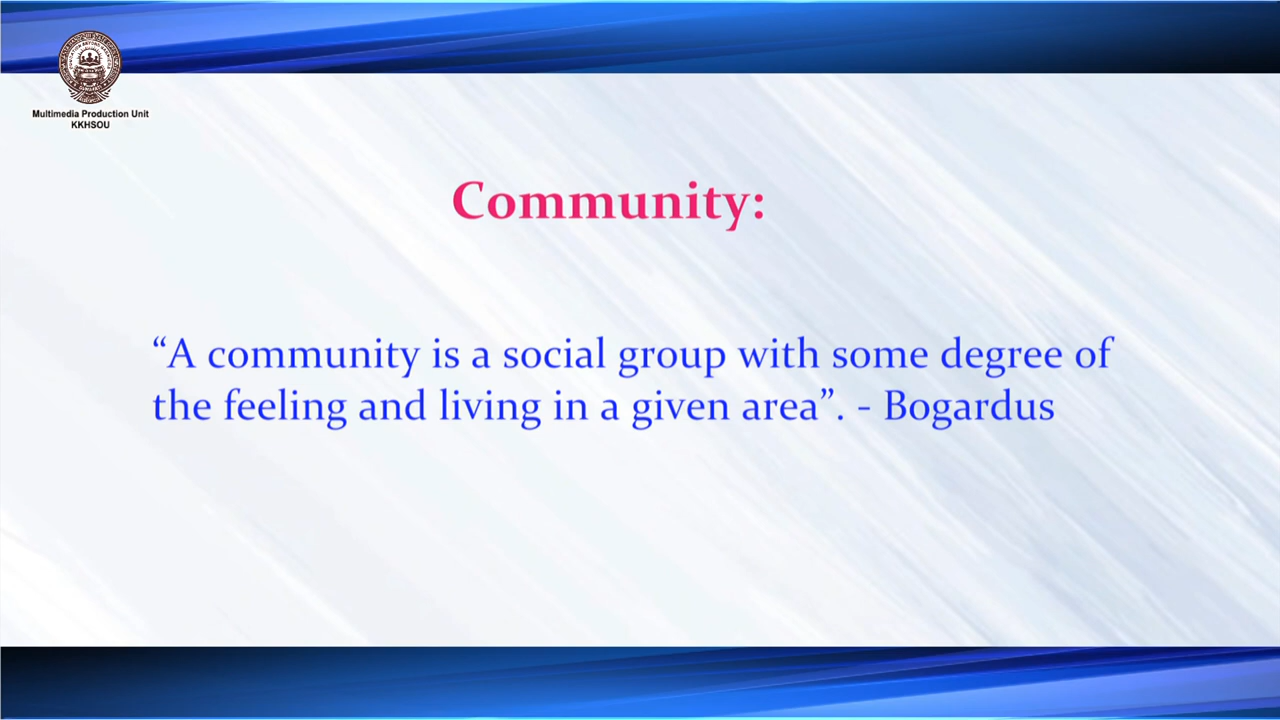 Multimedia Production Unit
KKHSOU
Community:
“A community is a social group with some degree of
the feeling and living in a given area”. - Bogardus